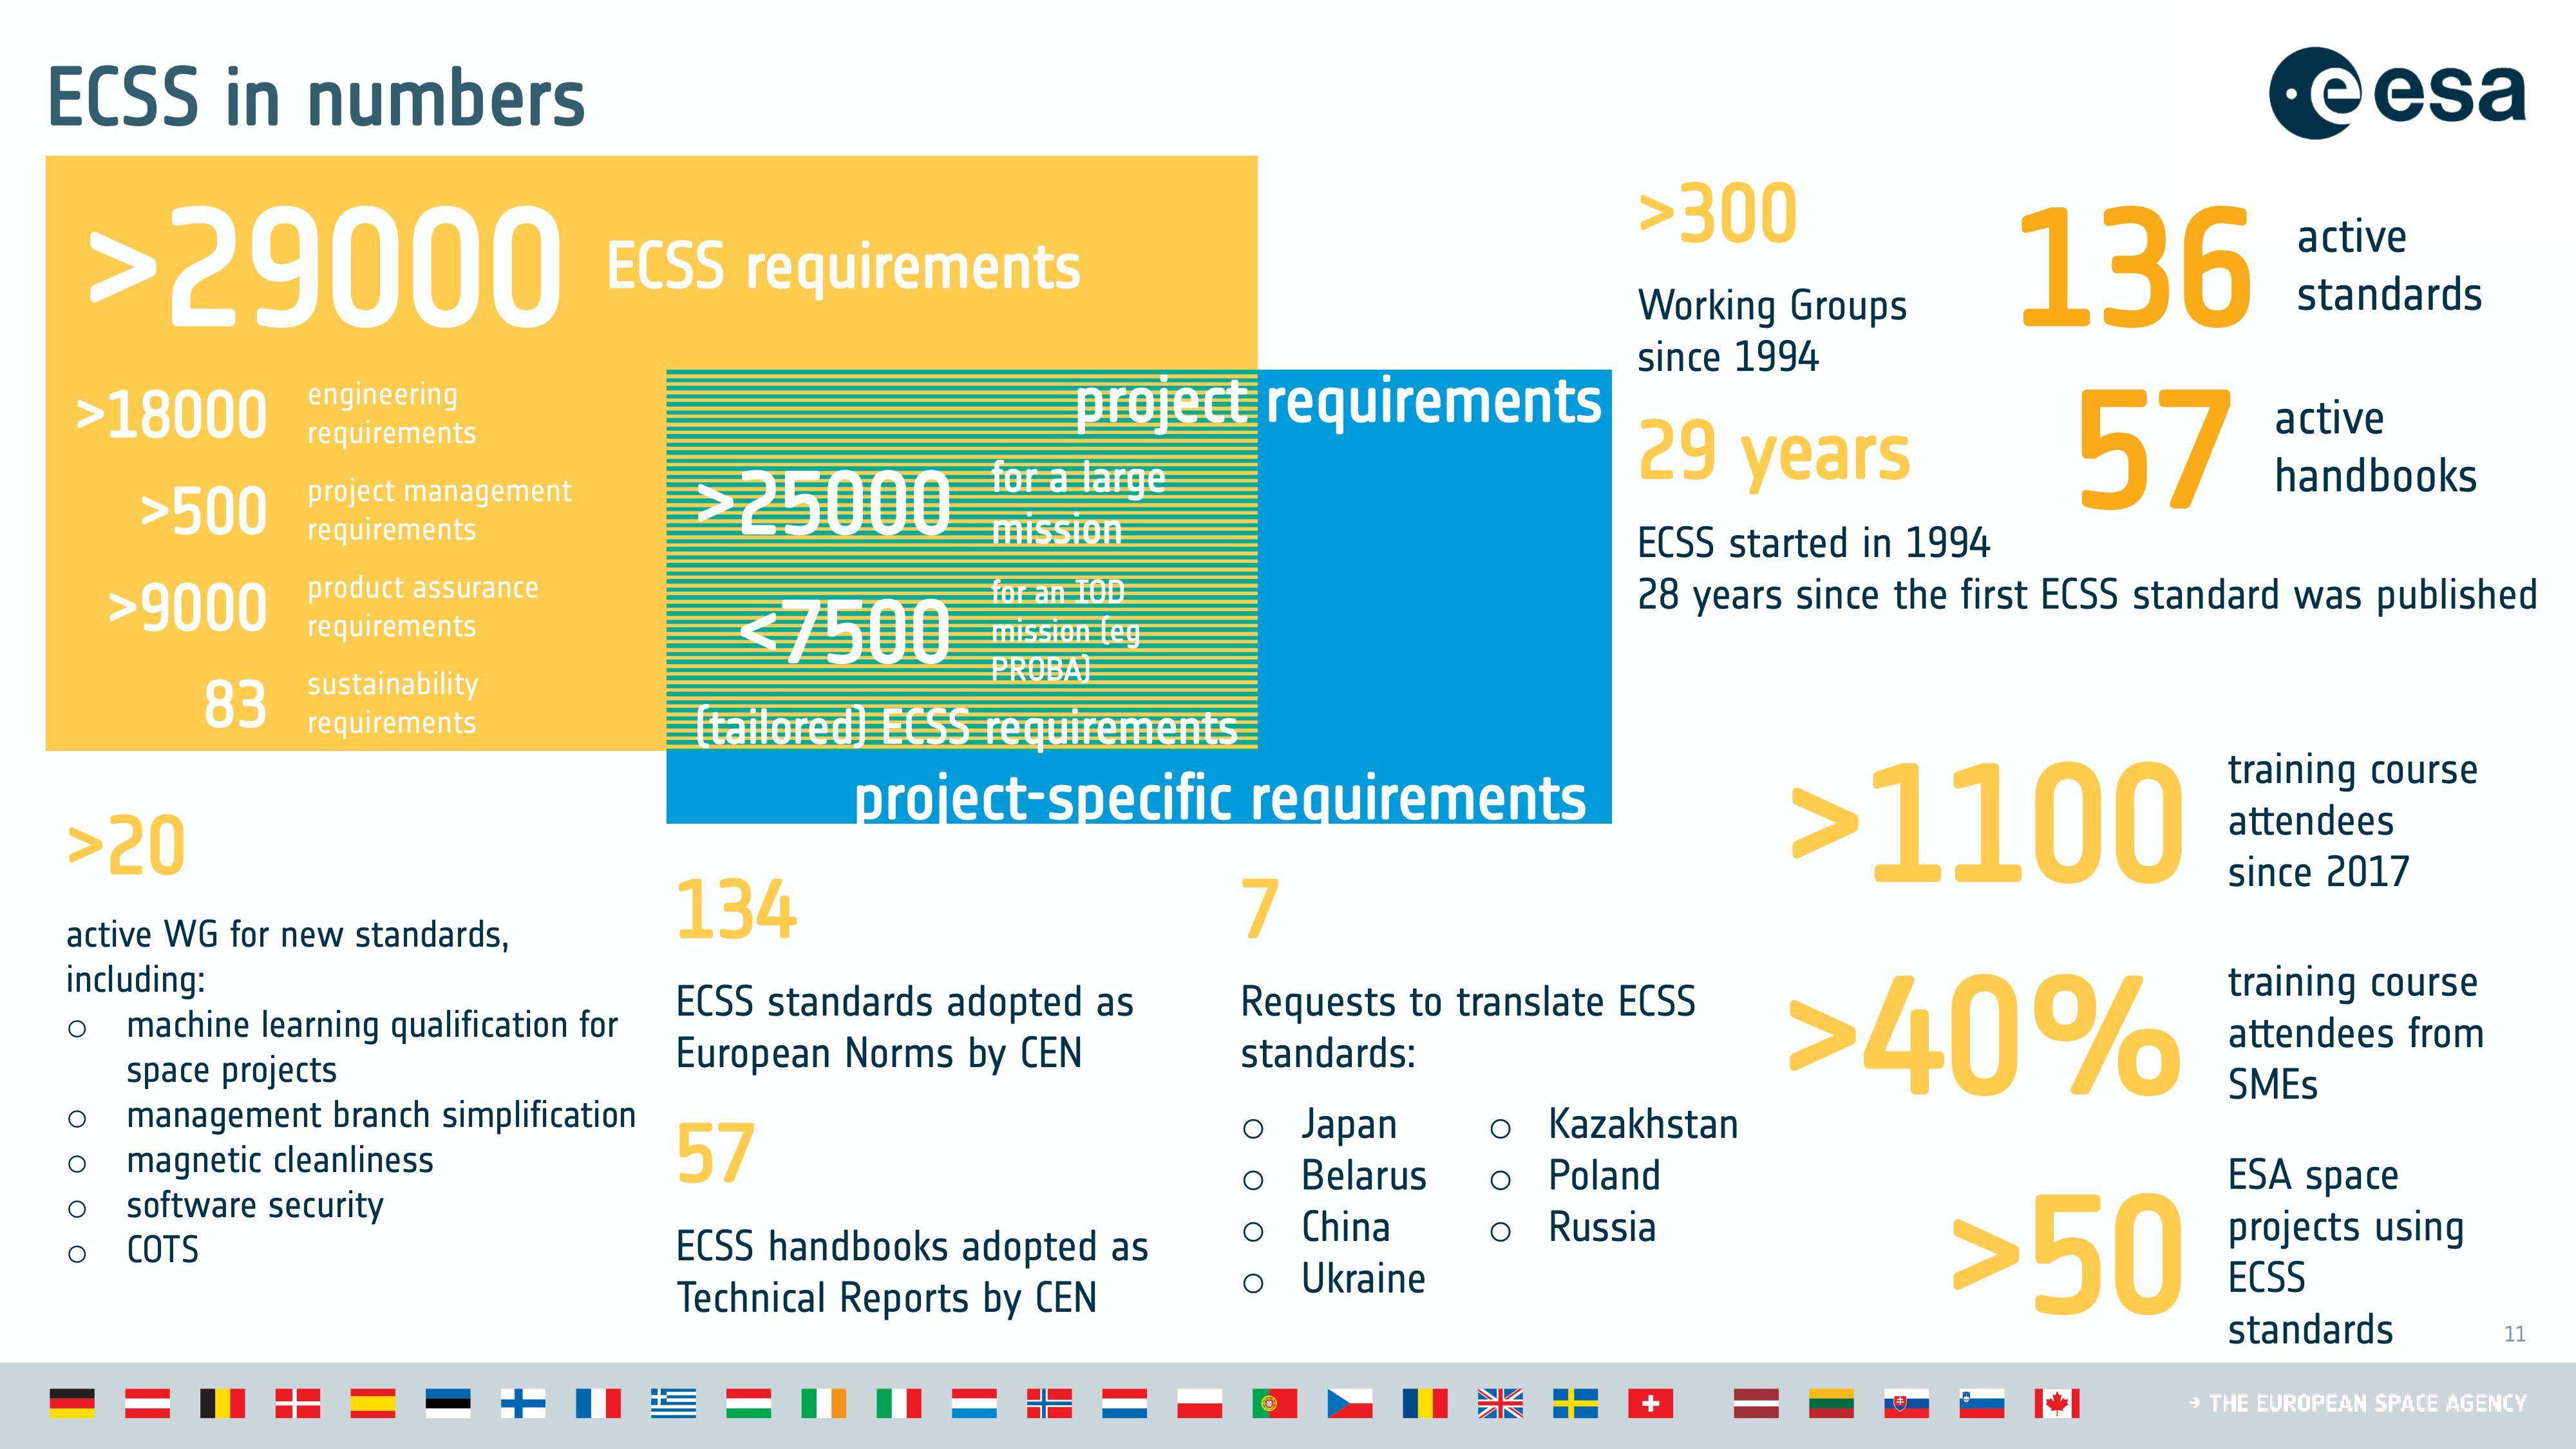 ECSS in numbers
esa
>29000 ECSS requirements
>18000 engineering
requirements
>500 project management
requirements
>9000 product assurance
requirements
83 sustainability
requirements
project requirements
>25000 for a large
mission
<7500 for an IOD
mission (eg
PROBA)
(tailored) ECSS requirements
project-specific requirements
>300
Working Groups
since 1994
136 active
standards
29 years
57 active
handbooks
ECSS started in 1994
28 years since the first ECSS standard was published
>20
active WG for new standards,
including:
o machine learning qualification for
space projects
o management branch simplification
o magnetic cleanliness
o software security
o COTS
134
ECSS standards adopted as
European Norms by CEN
57
ECSS handbooks adopted as
Technical Reports by CEN
7
Requests to translate ECSS
standards:
o Japan
o Belarus
o China
o Ukraine
o Kazakhstan
o Poland
o Russia
>1100 training course
attendees
since 2017
>40% training course
attendees from
SMEs
>50 ESA space
projects using
ECSS
standards
11
→ THE EUROPEAN SPACE AGENCY